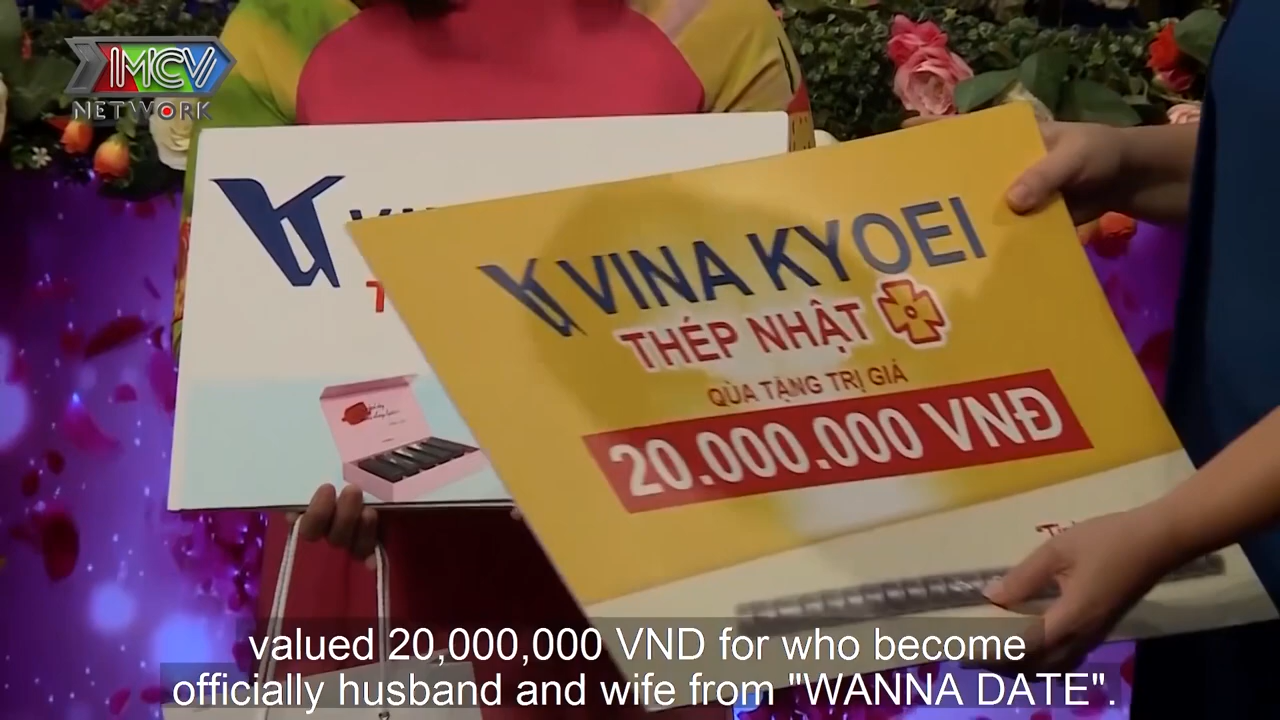 MCV
NETWORK
VINA KYOEI
THÉP NHẬT
QÙA TẶNG TRỊ GIÁ
20.000.000 VNĐ
valued 20,000,000 VND for who become
officially husband and wife from "WANNA DATE".